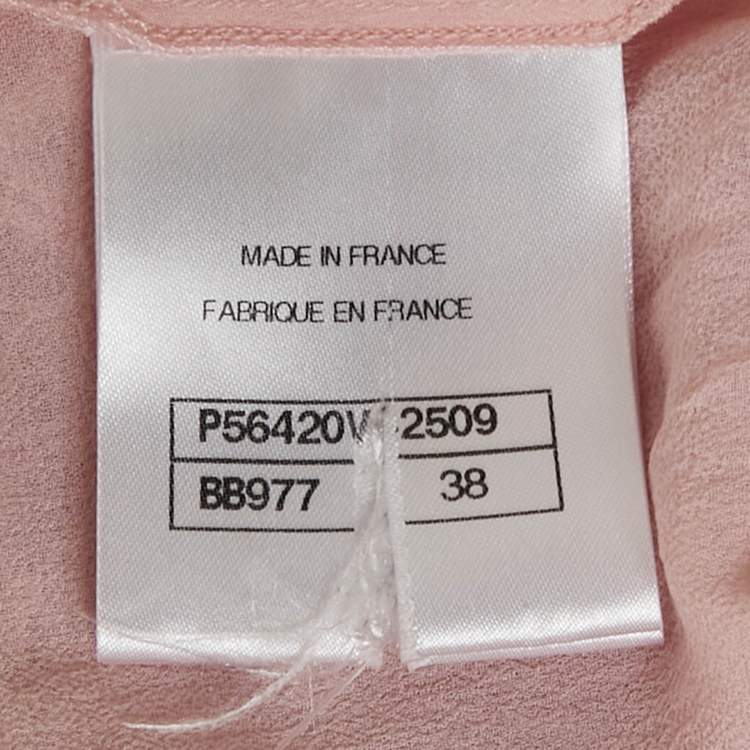 MADE IN FRANCE
FABRIQUE EN FRANCE
P56420V 2509
BB977 38